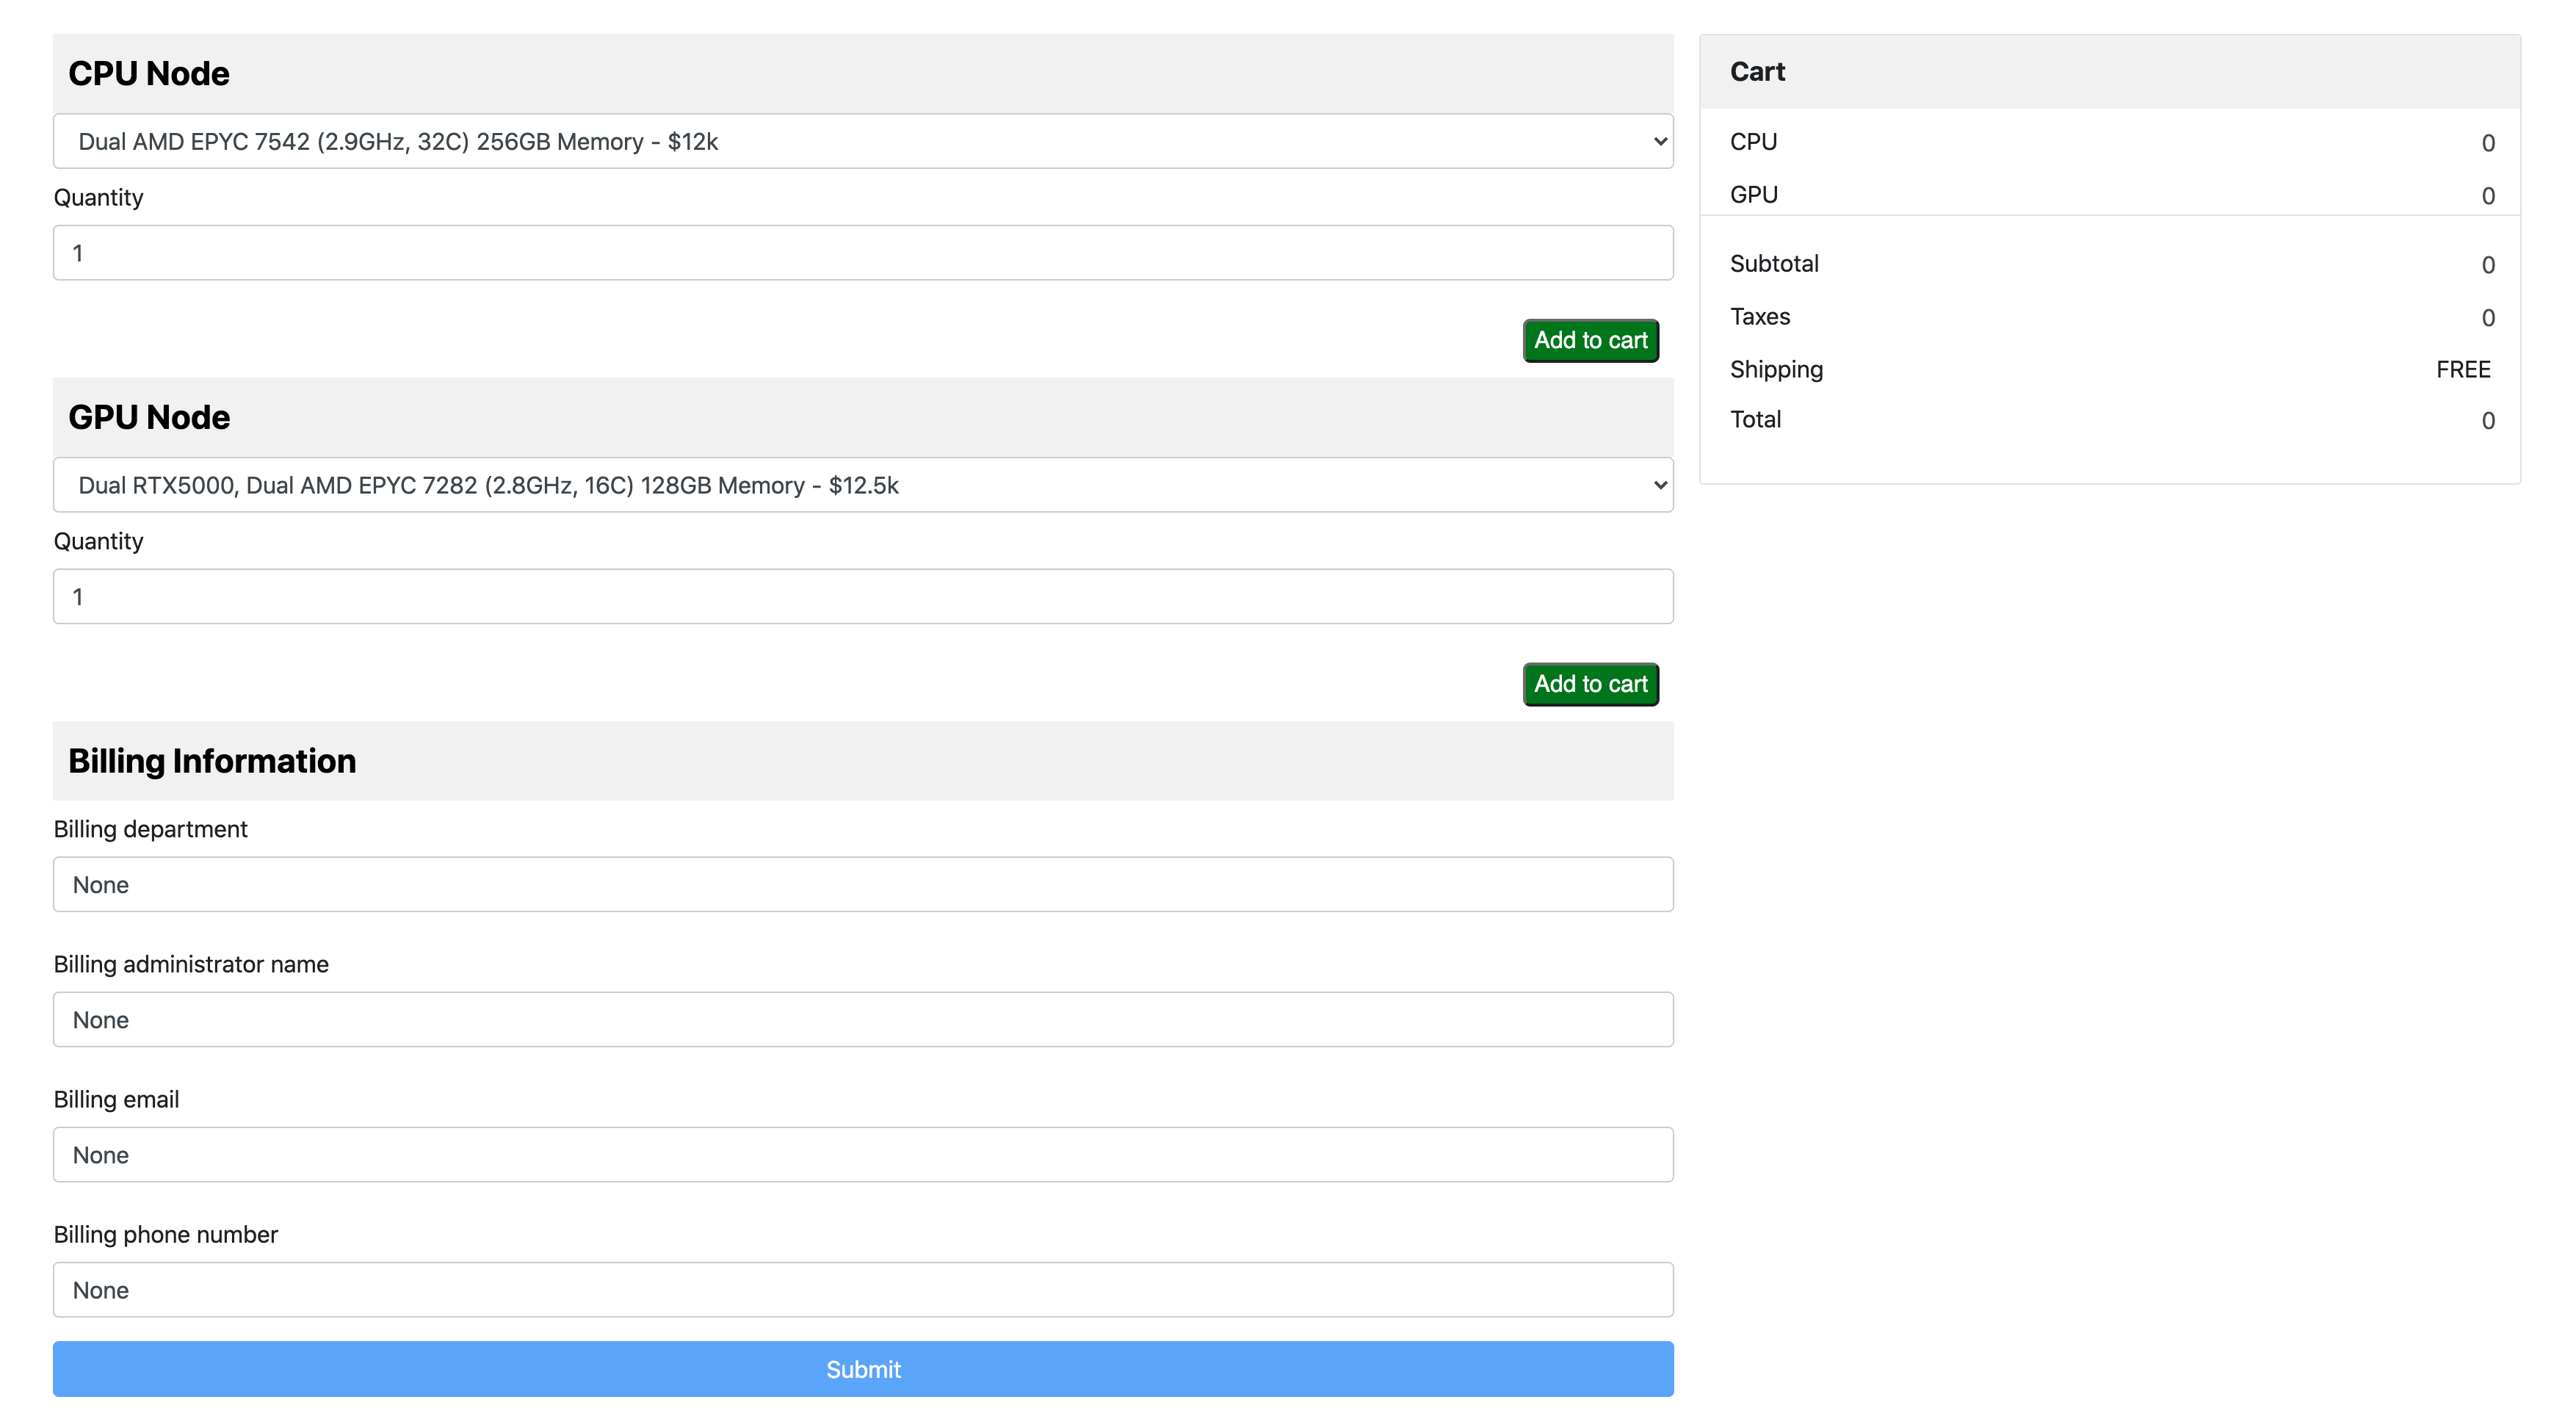 CPU Node
Dual AMD EPYC 7542 (2.9GHz, 32C) 256GB Memory - $12k
Quantity
1
Add to cart
GPU Node
Dual RTX5000, Dual AMD EPYC 7282 (2.8GHz, 16C) 128GB Memory - $12.5k
Quantity
1
Add to cart
Billing Information
Billing department
None
Billing administrator name
None
Billing email
None
Billing phone number
None
Submit
Cart
CPU 0
GPU 0
Subtotal 0
Taxes 0
Shipping FREE
Total 0